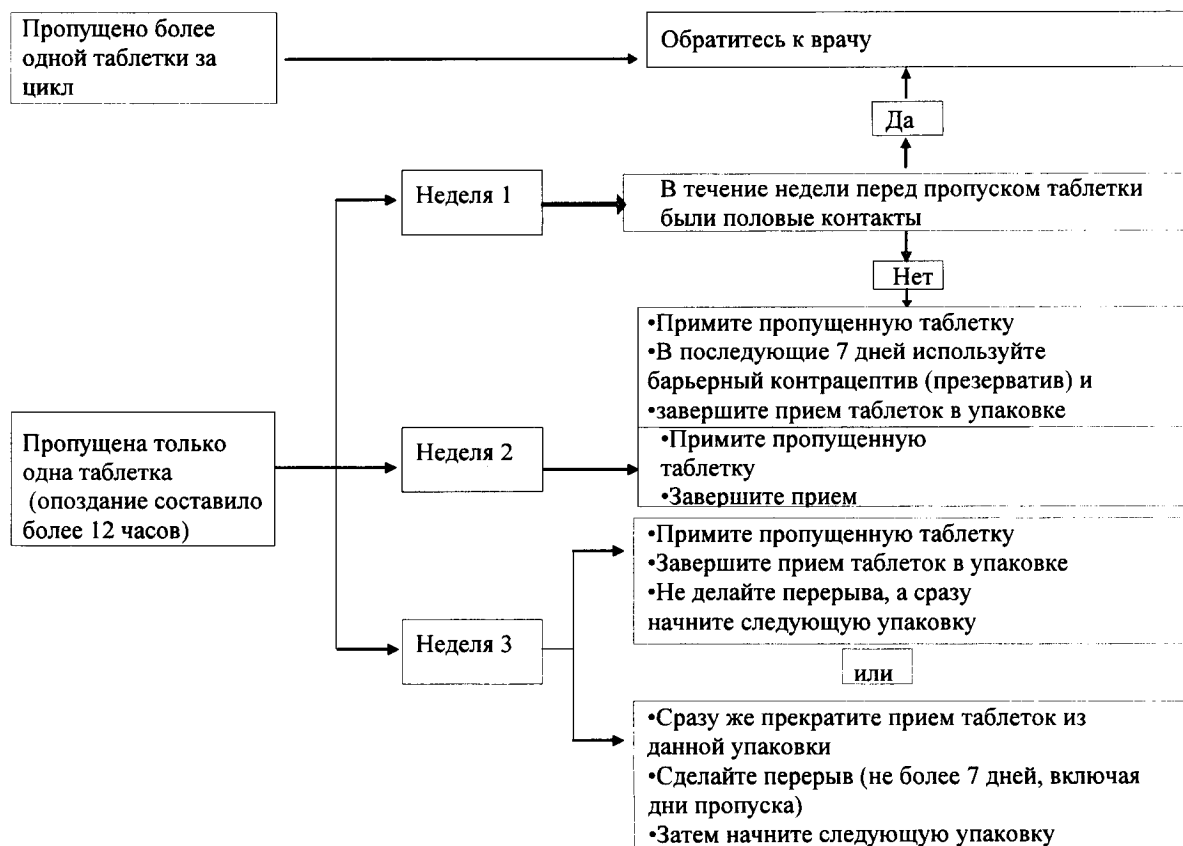 Пропущено более
одной таблетки за
цикл
Обратитесь к врачу
Да
Неделя 1
В течение недели перед пропуском таблетки
были половые контакты
Нет
•Примите пропущенную таблетку
•В последующие 7 дней используйте
барьерный контрацептив (презерватив) и
•завершите прием таблеток в упаковке
Пропущена только
одна таблетка
(опоздание составило
более 12 часов)
Неделя 2
•Примите пропущенную
таблетку
•Завершите прием
•Примите пропущенную таблетку
•Завершите прием таблеток в упаковке
•Не делайте перерыва, а сразу
начните следующую упаковку
Неделя 3
или
•Сразу же прекратите прием таблеток из
данной упаковки
•Сделайте перерыв (не более 7 дней, включая
дни пропуска)
•Затем начните следующую упаковку